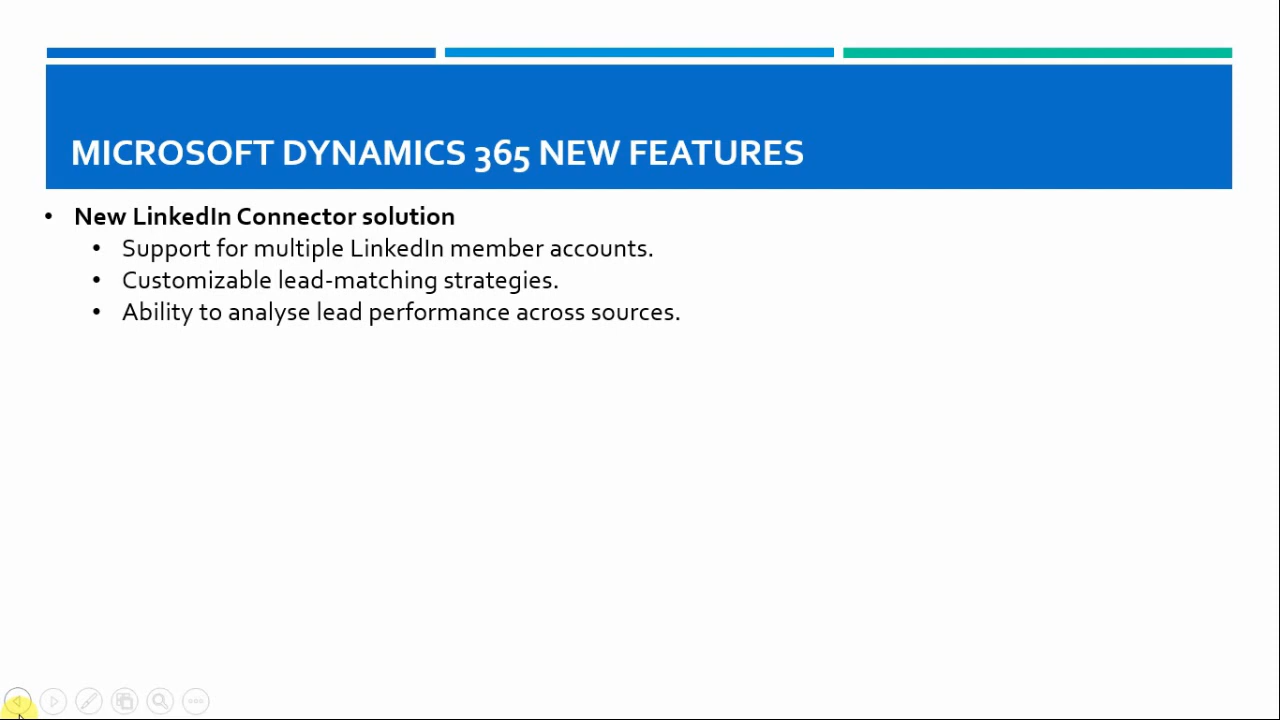 MICROSOFT DYNAMICS 365 NEW FEATURES
• New LinkedIn Connector solution
• Support for multiple LinkedIn member accounts.
• Customizable lead-matching strategies.
• Ability to analyse lead performance across sources.